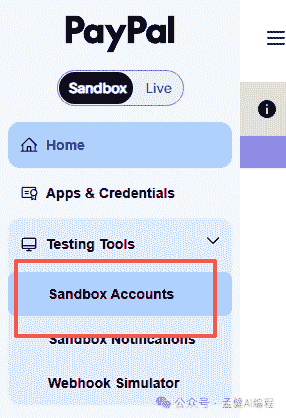 PayPal
Sandbox Live
Home
Apps & Credentials
Testing Tools
Sandbox Accounts
Sandbox Notifications
Webhook Simulator
公众号 · 孟健AI编程